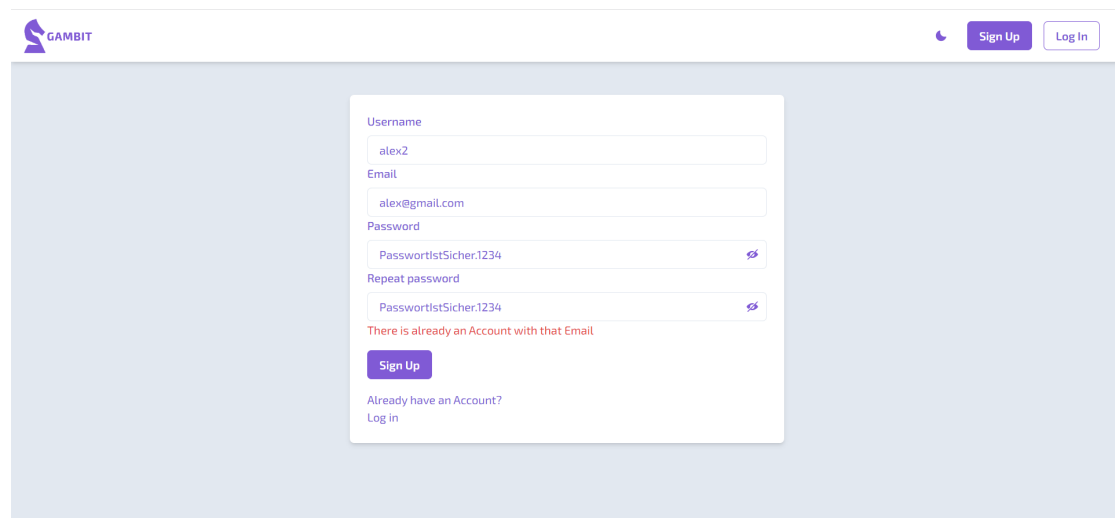 GAMBIT
Sign Up
Log In
Username
alex2
Email
alex@gmail.com
Password
PasswortIstSicher.1234
Repeat password
PasswortIstSicher.1234
There is already an Account with that Email
Sign Up
Already have an Account?
Log in